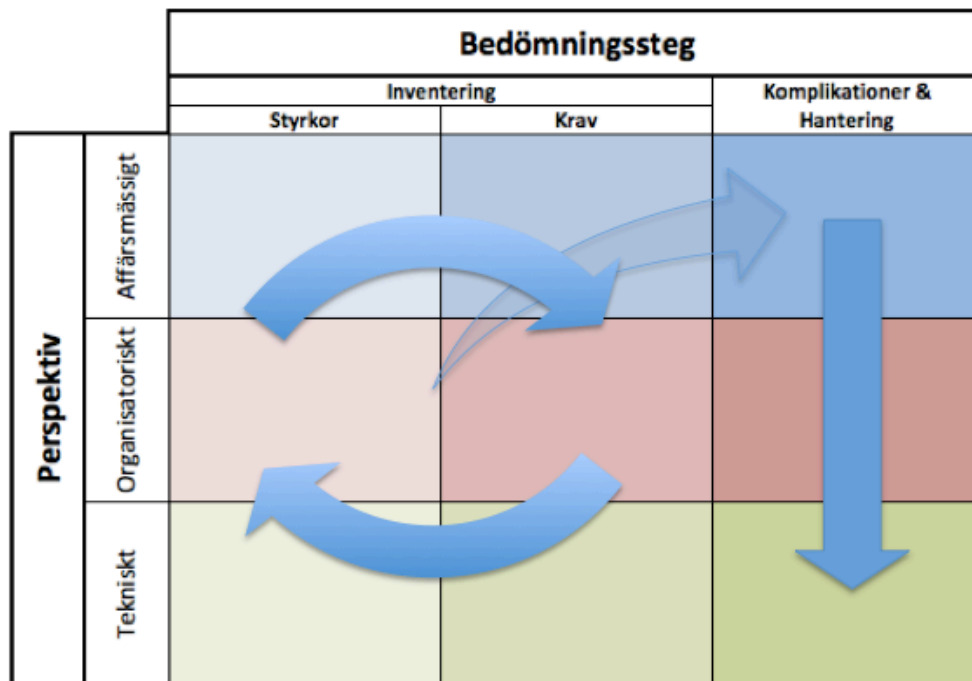 Bedömningssteg
Inventering
Komplikationer &
Hantering
Styrkor
Krav
Perspektiv
Affärsmässigt
Organisatoriskt
Tekniskt